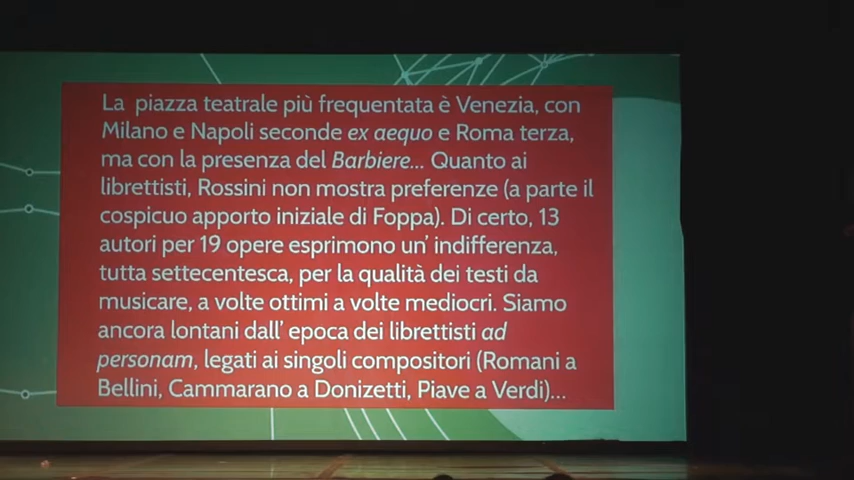 La piazza teatrale più frequentata è Venezia, con
Milano e Napoli seconde ex aequo e Roma terza,
ma con la presenza del Barbiere... Quanto ai
librettisti, Rossini non mostra preferenze (a parte il
cospicuo apporto iniziale di Foppa). Di certo, 13
autori per 19 opere esprimono un' indifferenza,
tutta settecentesca, per la qualità dei testi da
musicare, a volte ottimi a volte mediocri. Siamo
ancora lontani dall' epoca dei librettisti ad
personam, legati ai singoli compositori (Romani a
Bellini, Cammarano a Donizetti, Piave a Verdi)...